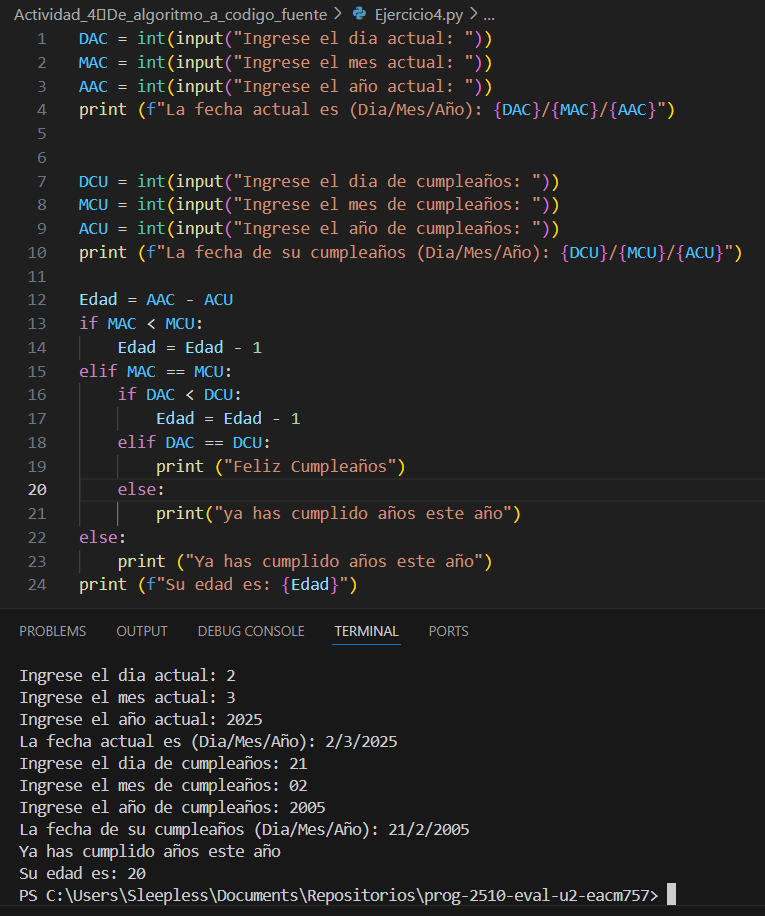 Actividad_4▯De_algoritmo_a_codigo_fuente > Ejercicio4.py > ...
1 DAC = int(input("Ingrese el dia actual: "))
2 MAC = int(input("Ingrese el mes actual: "))
3 AAC = int(input("Ingrese el año actual: "))
4 print (f"La fecha actual es (Dia/Mes/Año): {DAC}/{MAC}/{AAC}")
5
6
7 DCU = int(input("Ingrese el dia de cumpleaños: "))
8 MCU = int(input("Ingrese el mes de cumpleaños: "))
9 ACU = int(input("Ingrese el año de cumpleaños: "))
10 print (f"La fecha de su cumpleaños (Dia/Mes/Año): {DCU}/{MCU}/{ACU}")
11
12 Edad = AAC - ACU
13 if MAC < MCU:
14     Edad = Edad - 1
15 elif MAC == MCU:
16     if DAC < DCU:
17         Edad = Edad - 1
18     elif DAC == DCU:
19         print ("Feliz Cumpleaños")
20     else:
21         print("ya has cumplido años este año")
22 else:
23     print ("Ya has cumplido años este año")
24 print (f"Su edad es: {Edad}")
PROBLEMS OUTPUT DEBUG CONSOLE TERMINAL PORTS
Ingrese el dia actual: 2
Ingrese el mes actual: 3
Ingrese el año actual: 2025
La fecha actual es (Dia/Mes/Año): 2/3/2025
Ingrese el dia de cumpleaños: 21
Ingrese el mes de cumpleaños: 02
Ingrese el año de cumpleaños: 2005
La fecha de su cumpleaños (Dia/Mes/Año): 21/2/2005
Ya has cumplido años este año
Su edad es: 20
PS C:\Users\Sleepless\Documents\Repositorios\prog-2510-eval-u2-eacm757>